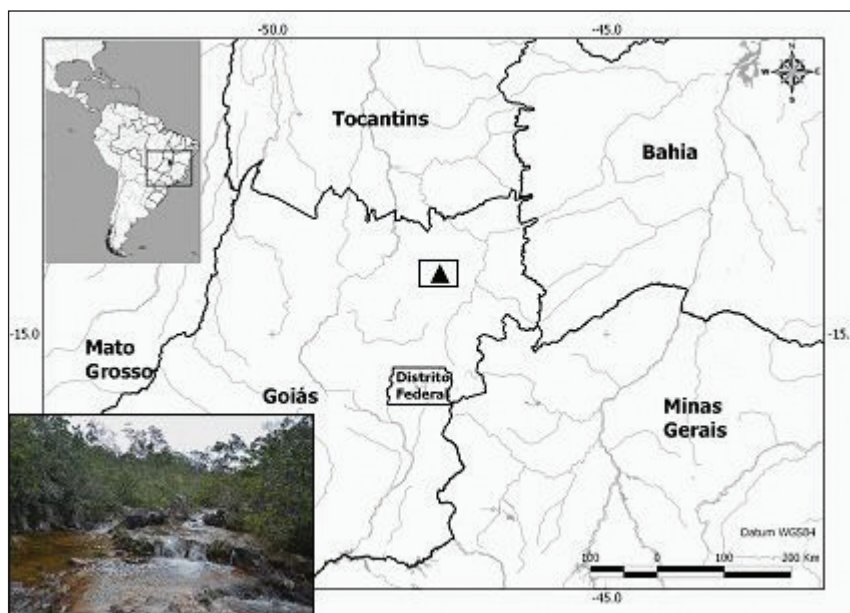 -50.0
-45.0
N
W
E
S
Tocantins
Bahia
-15.0
-15.
Mato
Grosso
Goiás
Distrito
Federal
Minas
Gerais
Datum WGS84
100
0
100
200 Km
-45.0